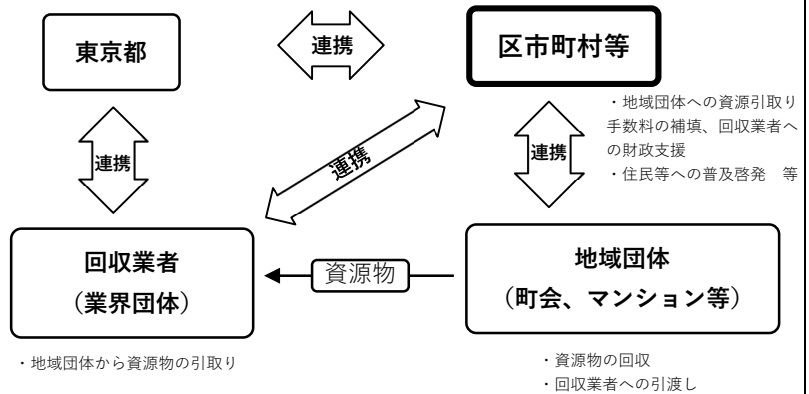 東京都
連携
区市町村等
・地域団体への資源引取り
手数料の補填、回収業者へ
の財政支援
・住民等への普及啓発　等
連携
連携
連携
回収業者
（業界団体）
資源物
地域団体
（町会、マンション等）
・地域団体から資源物の引取り
・資源物の回収
・回収業者への引渡し